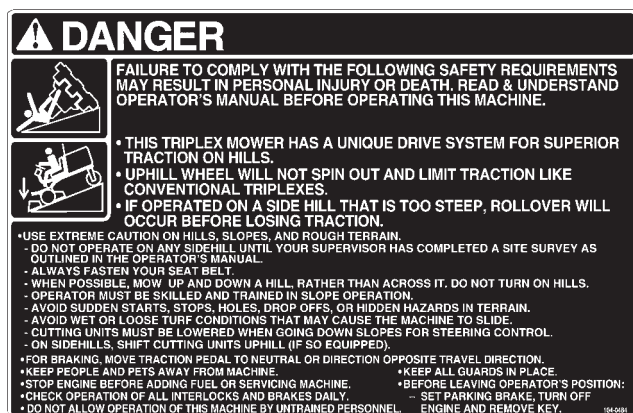 DANGER
FAILURE TO COMPLY WITH THE FOLLOWING SAFETY REQUIREMENTS
MAY RESULT IN PERSONAL INJURY OR DEATH. READ & UNDERSTAND
OPERATOR'S MANUAL BEFORE OPERATING THIS MACHINE.
• THIS TRIPLEX MOWER HAS A UNIQUE DRIVE SYSTEM FOR SUPERIOR
TRACTION ON HILLS.
• UPHILL WHEEL WILL NOT SPIN OUT AND LIMIT TRACTION LIKE
CONVENTIONAL TRIPLEXES.
• IF OPERATED ON A SIDE HILL THAT IS TOO STEEP, ROLLOVER WILL
OCCUR BEFORE LOSING TRACTION.
•USE EXTREME CAUTION ON HILLS, SLOPES, AND ROUGH TERRAIN.
- DO NOT OPERATE ON ANY SIDEHILL UNTIL YOUR SUPERVISOR HAS COMPLETED A SITE SURVEY AS
OUTLINED IN THE OPERATOR'S MANUAL.
- ALWAYS FASTEN YOUR SEAT BELT.
- WHEN POSSIBLE, MOW UP AND DOWN A HILL, RATHER THAN ACROSS IT. DO NOT TURN ON HILLS.
- OPERATOR MUST BE SKILLED AND TRAINED IN SLOPE OPERATION.
- AVOID SUDDEN STARTS, STOPS, HOLES, DROP OFFS, OR HIDDEN HAZARDS IN TERRAIN.
- AVOID WET OR LOOSE TURF CONDITIONS THAT MAY CAUSE THE MACHINE TO SLIDE.
- CUTTING UNITS MUST BE LOWERED WHEN GOING DOWN SLOPES FOR STEERING CONTROL.
- ON SIDEHILLS, SHIFT CUTTING UNITS UPHILL (IF SO EQUIPPED).
•FOR BRAKING, MOVE TRACTION PEDAL TO NEUTRAL OR DIRECTION OPPOSITE TRAVEL DIRECTION.
•KEEP PEOPLE AND PETS AWAY FROM MACHINE.
•STOP ENGINE BEFORE ADDING FUEL OR SERVICING MACHINE.
•CHECK OPERATION OF ALL INTERLOCKS AND BRAKES DAILY.
• DO NOT ALLOW OPERATION OF THIS MACHINE BY UNTRAINED PERSONNEL.
•KEEP ALL GUARDS IN PLACE.
•BEFORE LEAVING OPERATOR'S POSITION:
- SET PARKING BRAKE, TURN OFF
ENGINE AND REMOVE KEY.
104-0484